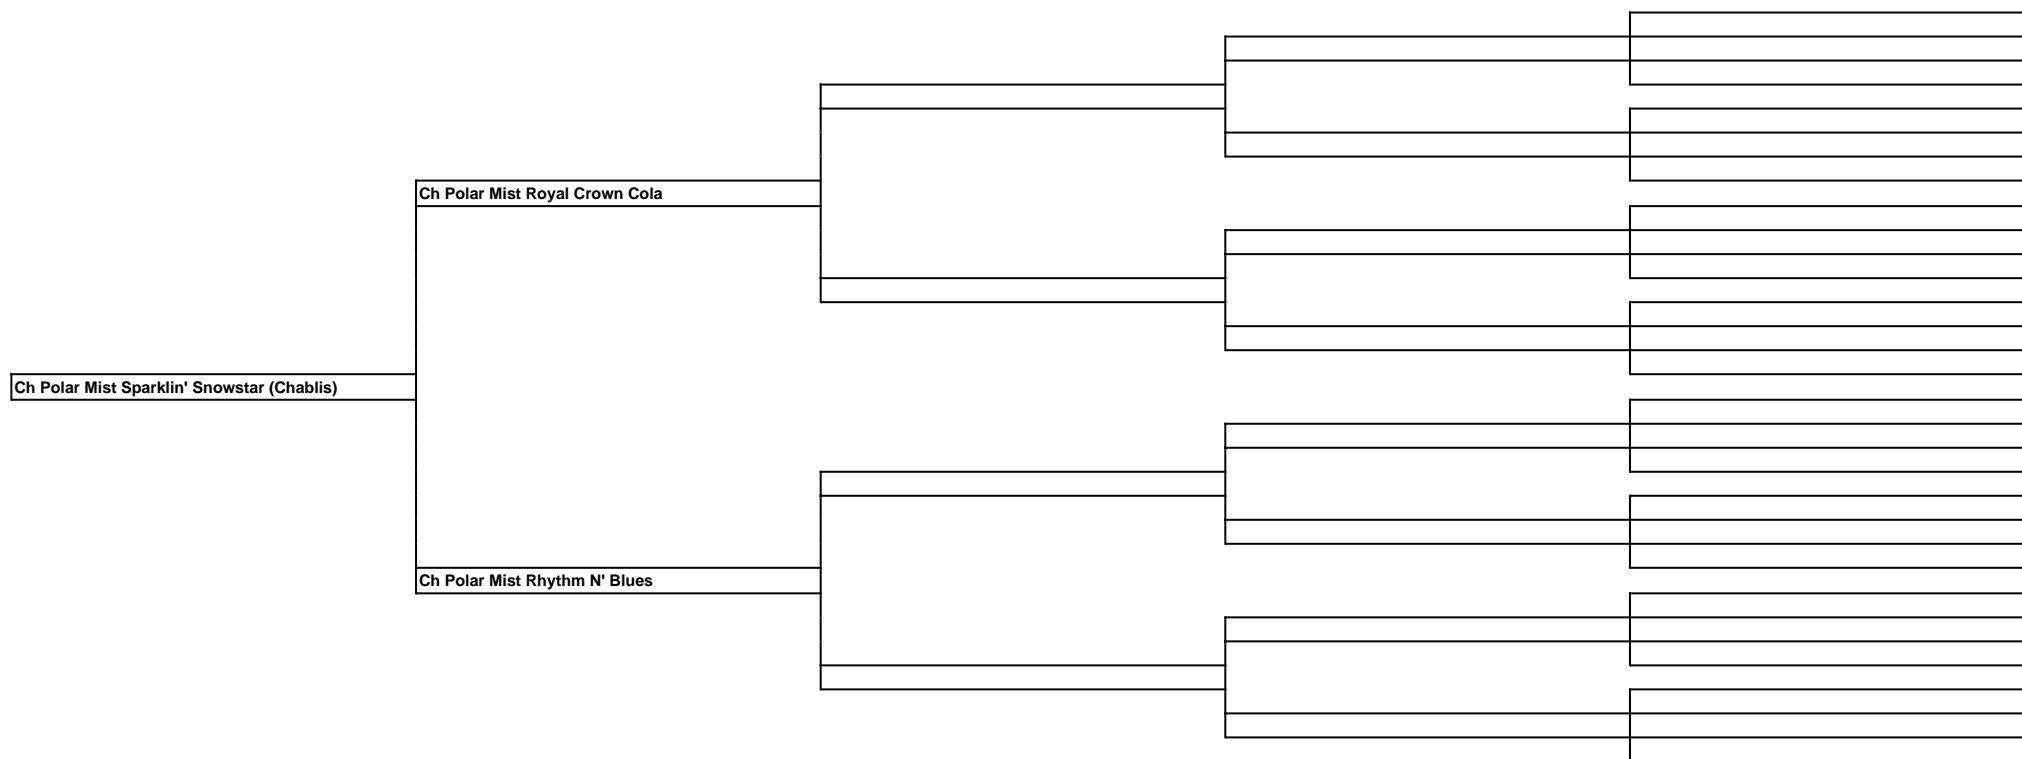 Ch Polar Mist Royal Crown Cola
Ch Polar Mist Sparklin' Snowstar (Chablis)
Ch Polar Mist Rhythm N' Blues